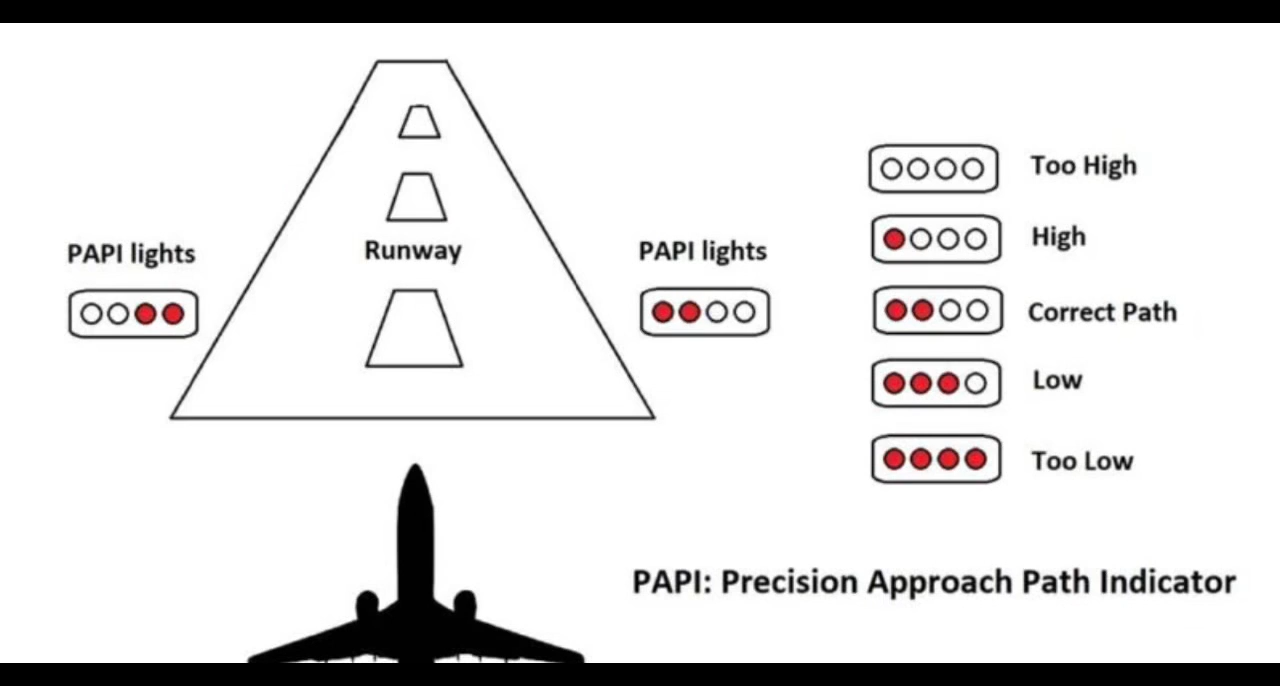 PAPI lights
Runway
PAPI lights
Too High
High
Correct Path
Low
Too Low
PAPI: Precision Approach Path Indicator